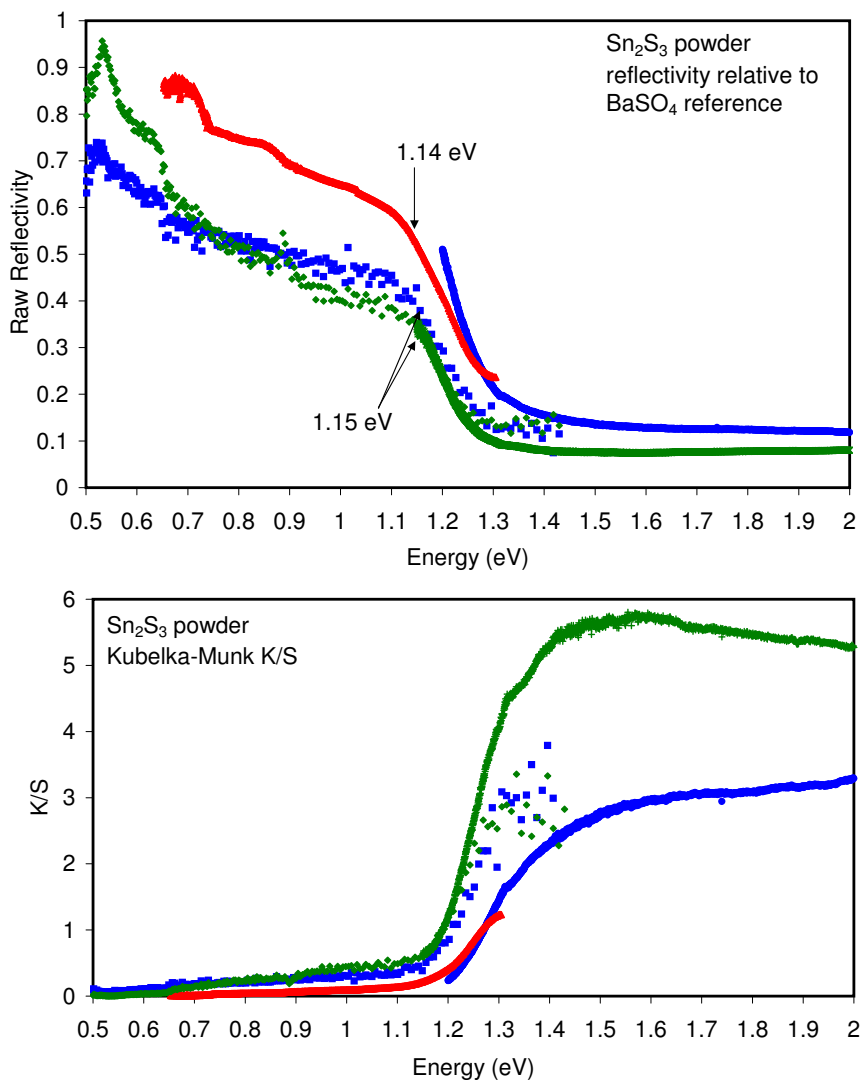 Sn₂S₃ powder
reflectivity relative to
BaSO₄ reference
Raw Reflectivity
1
0.9
0.8
0.7
0.6
0.5
0.4
0.3
0.2
0.1
0
1.14 eV
1.15 eV
0.5 0.6 0.7 0.8 0.9 1 1.1 1.2 1.3 1.4 1.5 1.6 1.7 1.8 1.9 2
Energy (eV)
Sn₂S₃ powder
Kubelka-Munk K/S
K/S
6
5
4
3
2
1
0
0.5 0.6 0.7 0.8 0.9 1 1.1 1.2 1.3 1.4 1.5 1.6 1.7 1.8 1.9 2
Energy (eV)